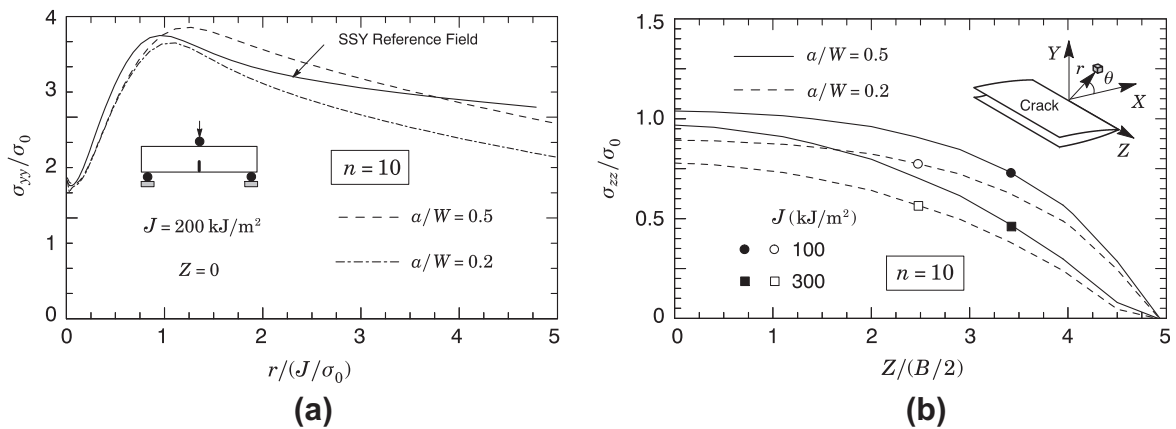 4
3
2
1
0
σyy/σ0
SSY Reference Field
n = 10
J = 200 kJ/m²
Z = 0
a/W = 0.5
a/W = 0.2
0 1 2 3 4 5
r/(J/σ0)
(a)
1.5
1.0
0.5
0
σzz/σ0
a/W = 0.5
a/W = 0.2
Y
r
θ
X
Crack
Z
J (kJ/m²)
100
300
n = 10
0 1 2 3 4 5
Z/(B/2)
(b)